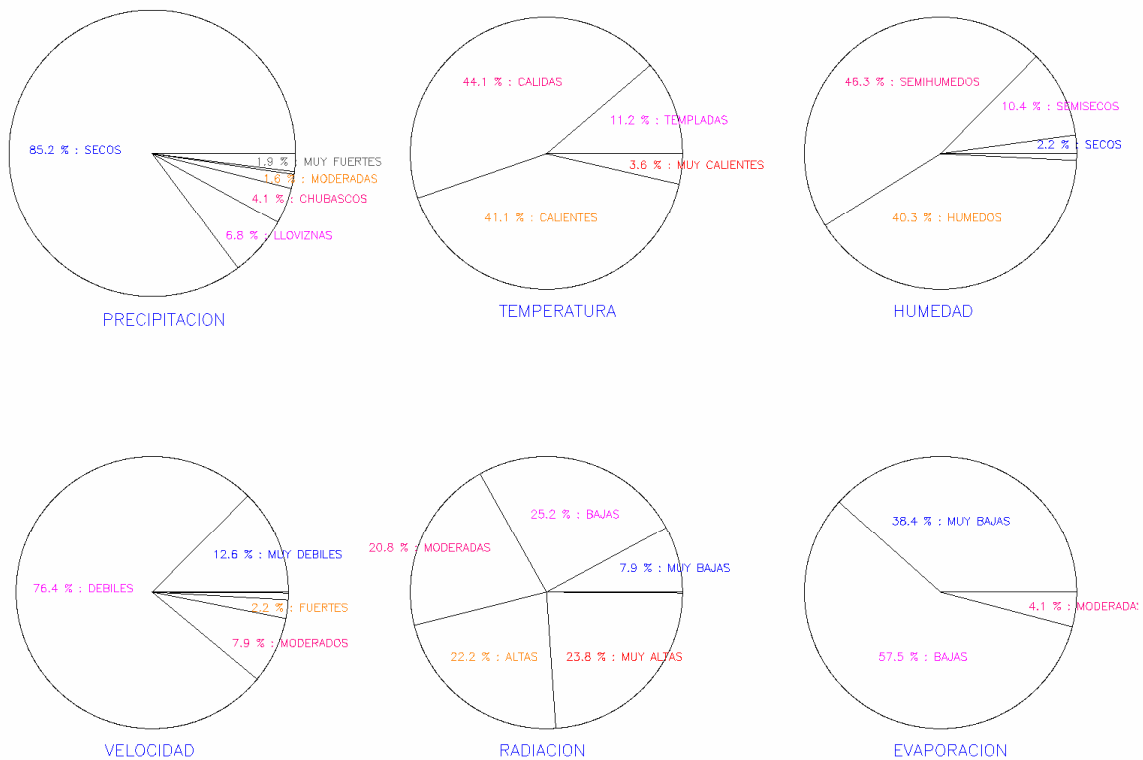 85.2 % : SECOS
1.9 % : MUY FUERTES
1.6 % : MODERADAS
4.1 % : CHUBASCOS
6.8 % : LLOVIZNAS
PRECIPITACION
44.1 % : CALIDAS
11.2 % : TEMPLADAS
3.6 % : MUY CALIENTES
41.1 % : CALIENTES
TEMPERATURA
46.3 % : SEMIHUMEDOS
10.4 % : SEMISECOS
2.2 % : SECOS
40.3 % : HUMEDOS
HUMEDAD
12.6 % : MUY DEBILES
76.4 % : DEBILES
2.2 % : FUERTES
7.9 % : MODERADOS
VELOCIDAD
25.2 % : BAJAS
20.8 % : MODERADAS
7.9 % : MUY BAJAS
22.2 % : ALTAS
23.8 % : MUY ALTAS
RADIACION
38.4 % : MUY BAJAS
4.1 % : MODERADAS
57.5 % : BAJAS
EVAPORACION